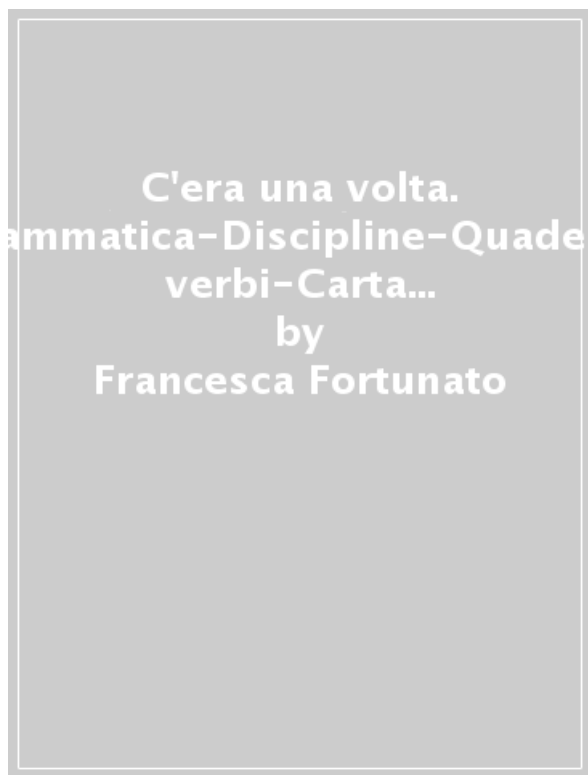 C'era una volta.
ammatica-Discipline-Quade
verbi-Carta...
by
Francesca Fortunato